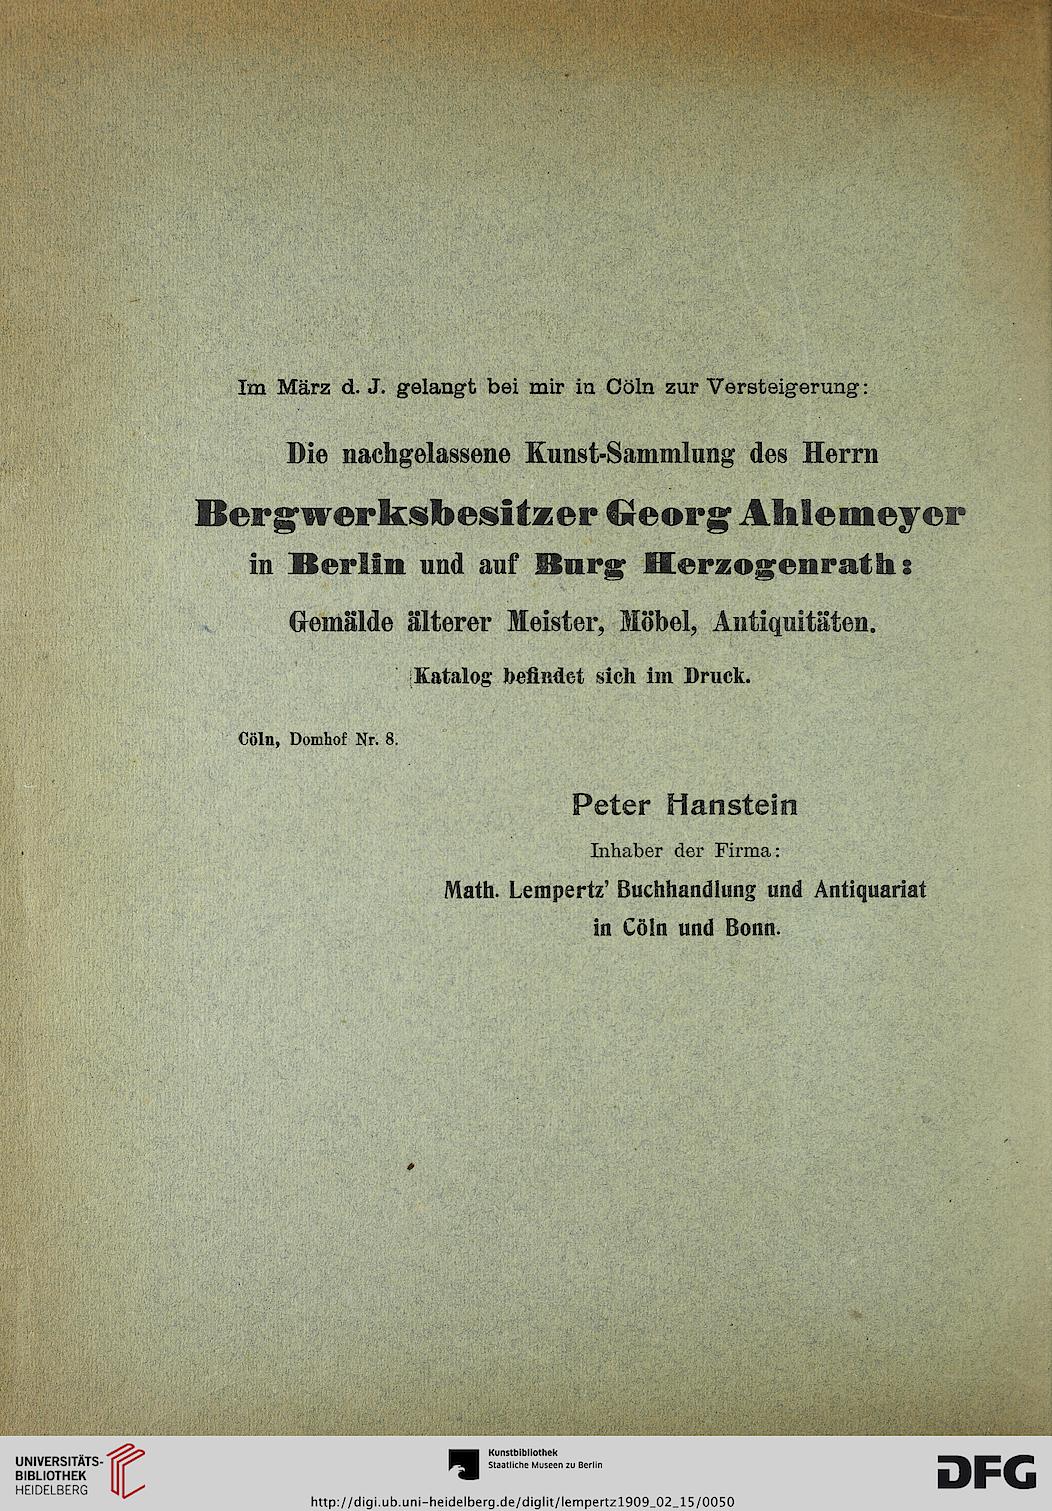 Im März d. J. gelangt bei mir in Cöln zur Versteigerung:
Die nachgelassene Kunst-Sammlung des Herrn
Bergwerksbesitzer Georg Ahlemeyer
in Berlin und auf Burg Herzogenrath:
Gemälde älterer Meister, Möbel, Antiquitäten.
Katalog befindet sich im Druck.
Cöln, Domhof Nr. 8.
Peter Hanstein
Inhaber der Firma:
Math. Lempertz' Buchhandlung und Antiquariat
in Cöln und Bonn.
UNIVERSITÄTS-
BIBLIOTHEK
HEIDELBERG
Kunstbibliothek
Staatliche Museen zu Berlin
DFG
http://digi.ub.uni-heidelberg.de/diglit/lempertz1909_02_15/0050